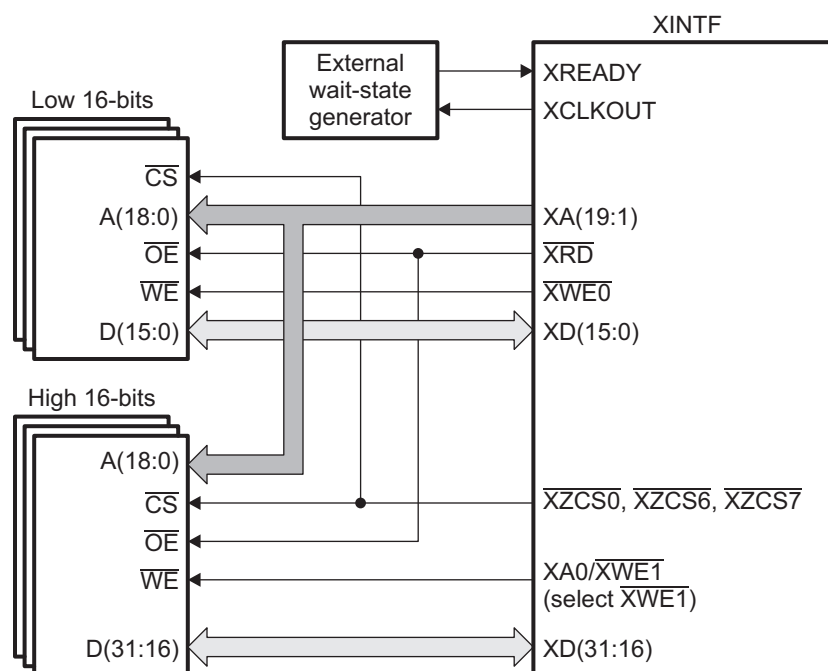 XINTF
External
wait-state
generator
XREADY
XCLKOUT
Low 16-bits
CS
A(18:0)
OE
WE
D(15:0)
XA(19:1)
XRD
XWE0
XD(15:0)
High 16-bits
A(18:0)
CS
OE
WE
D(31:16)
XZCS0, XZCS6, XZCS7
XA0/XWE1
(select XWE1)
XD(31:16)